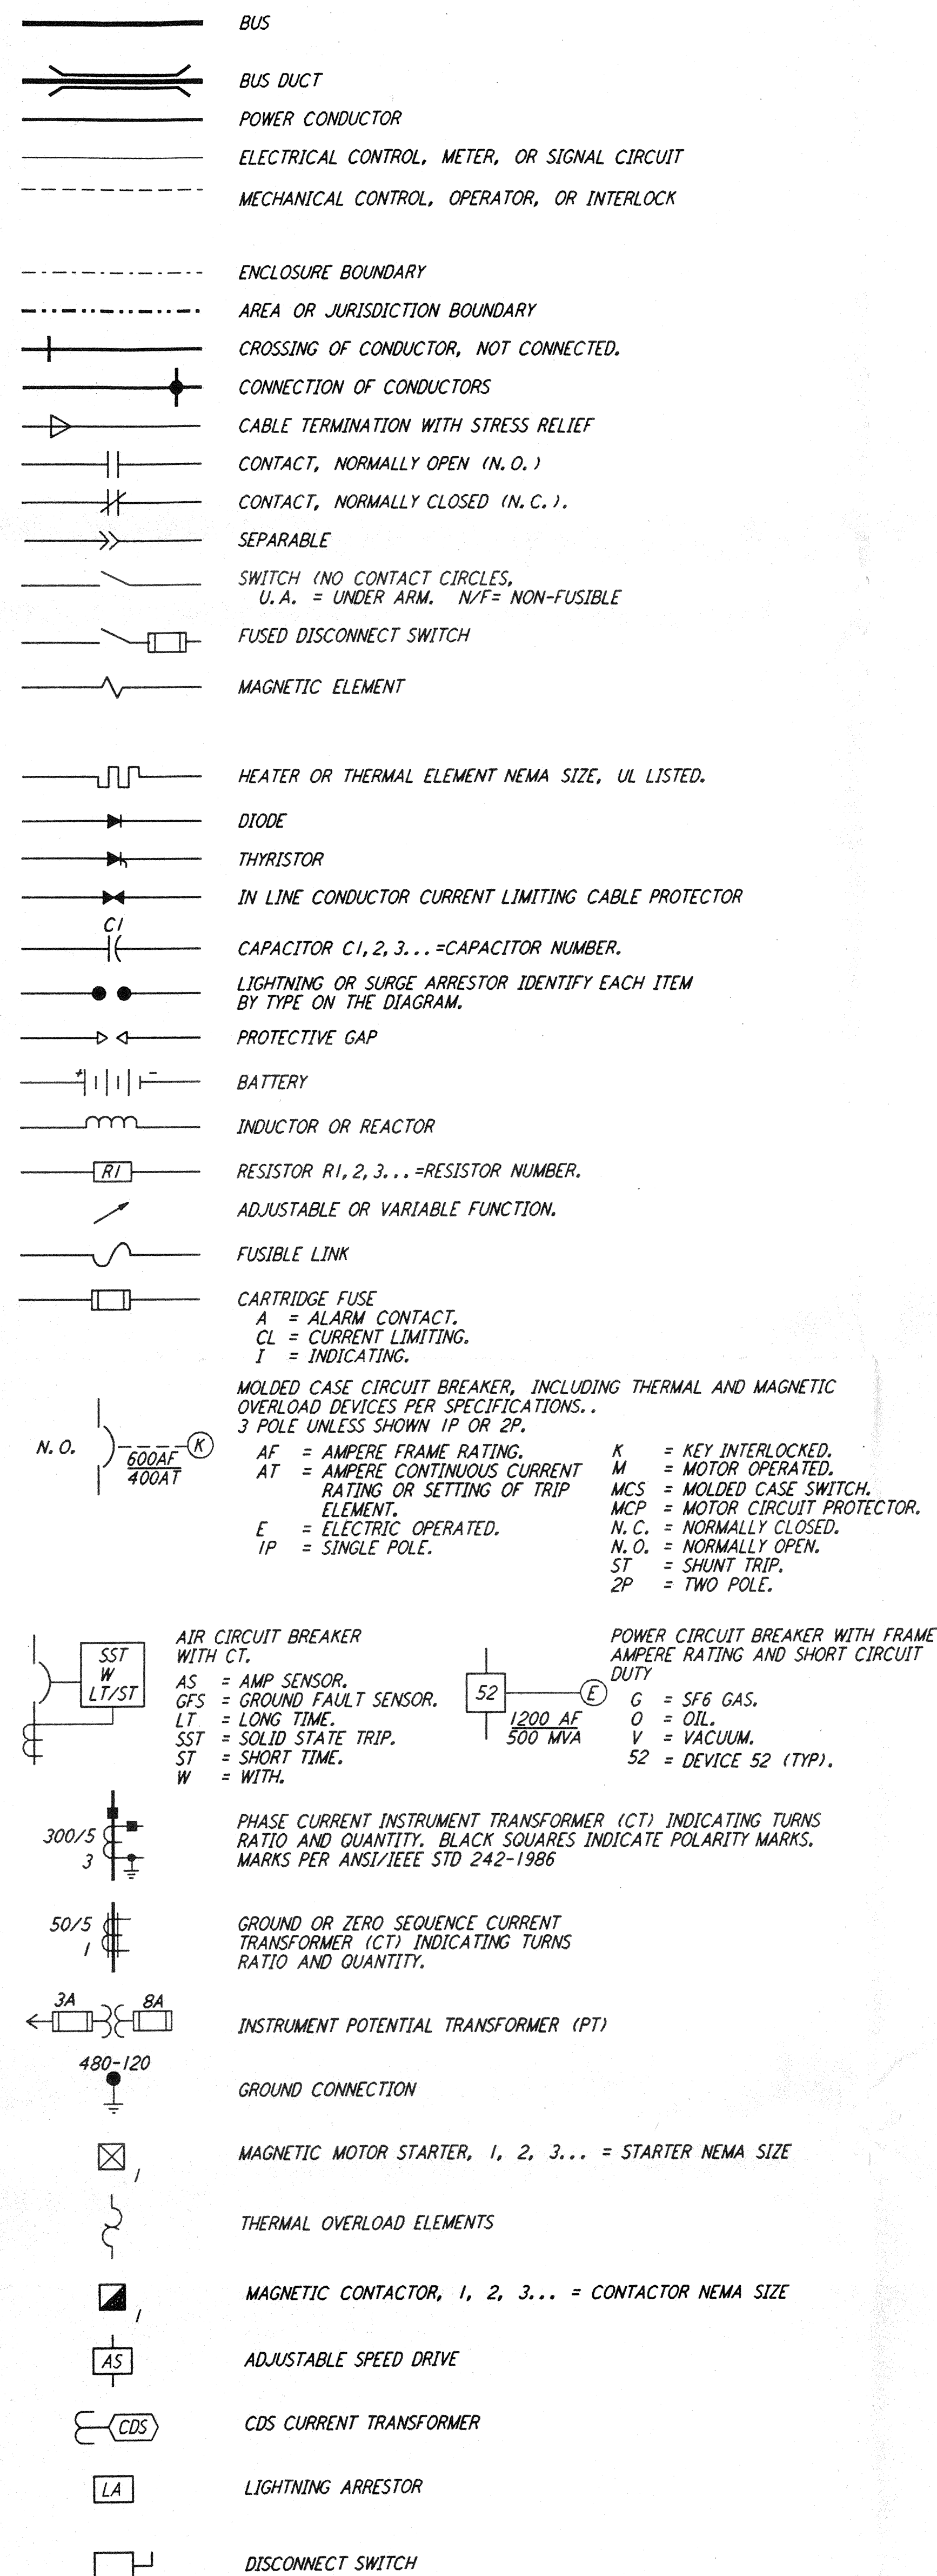 BUS
BUS DUCT
POWER CONDUCTOR
ELECTRICAL CONTROL, METER, OR SIGNAL CIRCUIT
MECHANICAL CONTROL, OPERATOR, OR INTERLOCK
ENCLOSURE BOUNDARY
AREA OR JURISDICTION BOUNDARY
CROSSING OF CONDUCTOR, NOT CONNECTED.
CONNECTION OF CONDUCTORS
CABLE TERMINATION WITH STRESS RELIEF
CONTACT, NORMALLY OPEN (N.O.)
CONTACT, NORMALLY CLOSED (N.C.).
SEPARABLE
SWITCH (NO CONTACT CIRCLES,
U.A. = UNDER ARM. N/F= NON-FUSIBLE
FUSED DISCONNECT SWITCH
MAGNETIC ELEMENT
HEATER OR THERMAL ELEMENT NEMA SIZE, UL LISTED.
DIODE
THYRISTOR
IN LINE CONDUCTOR CURRENT LIMITING CABLE PROTECTOR
C1
CAPACITOR C1,2,3...=CAPACITOR NUMBER.
LIGHTNING OR SURGE ARRESTOR IDENTIFY EACH ITEM
BY TYPE ON THE DIAGRAM.
PROTECTIVE GAP
+ -
BATTERY
INDUCTOR OR REACTOR
R1
RESISTOR R1,2,3...=RESISTOR NUMBER.
ADJUSTABLE OR VARIABLE FUNCTION.
FUSIBLE LINK
CARTRIDGE FUSE
A = ALARM CONTACT.
CL = CURRENT LIMITING.
I = INDICATING.
MOLDED CASE CIRCUIT BREAKER, INCLUDING THERMAL AND MAGNETIC
OVERLOAD DEVICES PER SPECIFICATIONS..
3 POLE UNLESS SHOWN 1P OR 2P.
N.O.
K
600AF
400AT
AF = AMPERE FRAME RATING.
AT = AMPERE CONTINUOUS CURRENT
RATING OR SETTING OF TRIP
ELEMENT.
E = ELECTRIC OPERATED.
1P = SINGLE POLE.
K = KEY INTERLOCKED.
M = MOTOR OPERATED.
MCS = MOLDED CASE SWITCH.
MCP = MOTOR CIRCUIT PROTECTOR.
N.C. = NORMALLY CLOSED.
N.O. = NORMALLY OPEN.
ST = SHUNT TRIP.
2P = TWO POLE.
SST
W
LT/ST
AIR CIRCUIT BREAKER
WITH CT.
AS = AMP SENSOR.
GFS = GROUND FAULT SENSOR.
LT = LONG TIME.
SST = SOLID STATE TRIP.
ST = SHORT TIME.
W = WITH.
52
E
1200 AF
500 MVA
POWER CIRCUIT BREAKER WITH FRAME
AMPERE RATING AND SHORT CIRCUIT
DUTY
G = SF6 GAS.
O = OIL.
V = VACUUM.
52 = DEVICE 52 (TYP).
300/5
3
PHASE CURRENT INSTRUMENT TRANSFORMER (CT) INDICATING TURNS
RATIO AND QUANTITY. BLACK SQUARES INDICATE POLARITY MARKS.
MARKS PER ANSI/IEEE STD 242-1986
50/5
1
GROUND OR ZERO SEQUENCE CURRENT
TRANSFORMER (CT) INDICATING TURNS
RATIO AND QUANTITY.
3A 8A
INSTRUMENT POTENTIAL TRANSFORMER (PT)
480-120
GROUND CONNECTION
1
MAGNETIC MOTOR STARTER, 1, 2, 3... = STARTER NEMA SIZE
THERMAL OVERLOAD ELEMENTS
1
MAGNETIC CONTACTOR, 1, 2, 3... = CONTACTOR NEMA SIZE
AS
ADJUSTABLE SPEED DRIVE
CDS
CDS CURRENT TRANSFORMER
LA
LIGHTNING ARRESTOR
DISCONNECT SWITCH